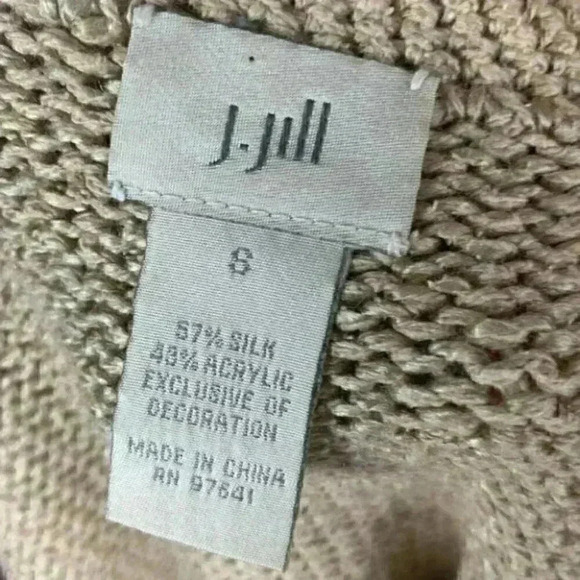 J.Jill
S
57% SILK
43% ACRYLIC
EXCLUSIVE OF
DECORATION
MADE IN CHINA
RN 97641